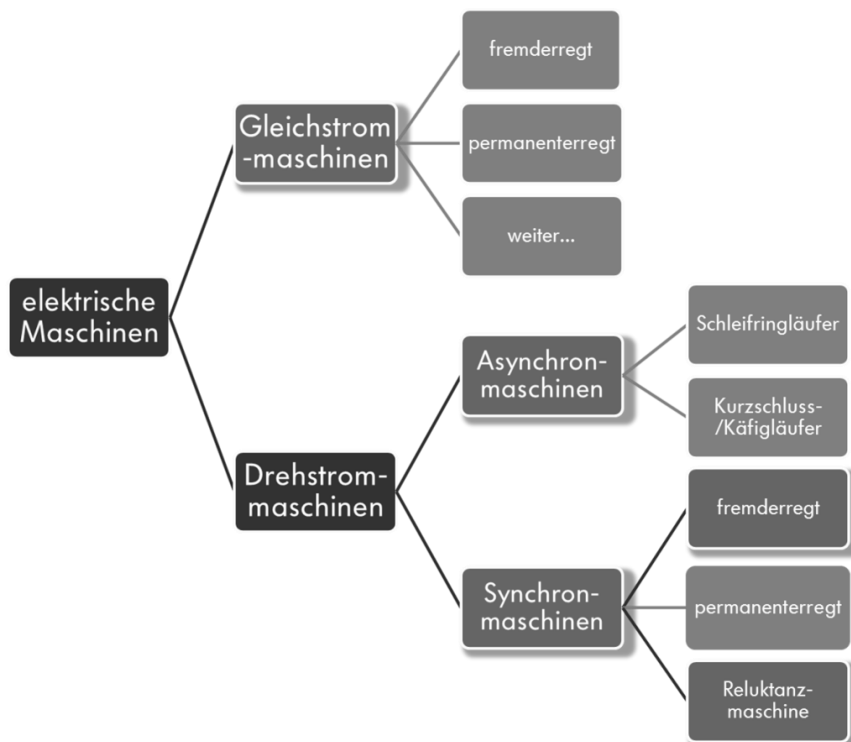 fremderregt
Gleichstrom
-maschinen
permanenterregt
weiter...
elektrische
Maschinen
Schleifringläufer
Asynchron-
maschinen
Kurzschluss-
/Käfigläufer
Drehstrom-
maschinen
fremderregt
Synchron-
maschinen
permanenterregt
Reluktanz-
maschine